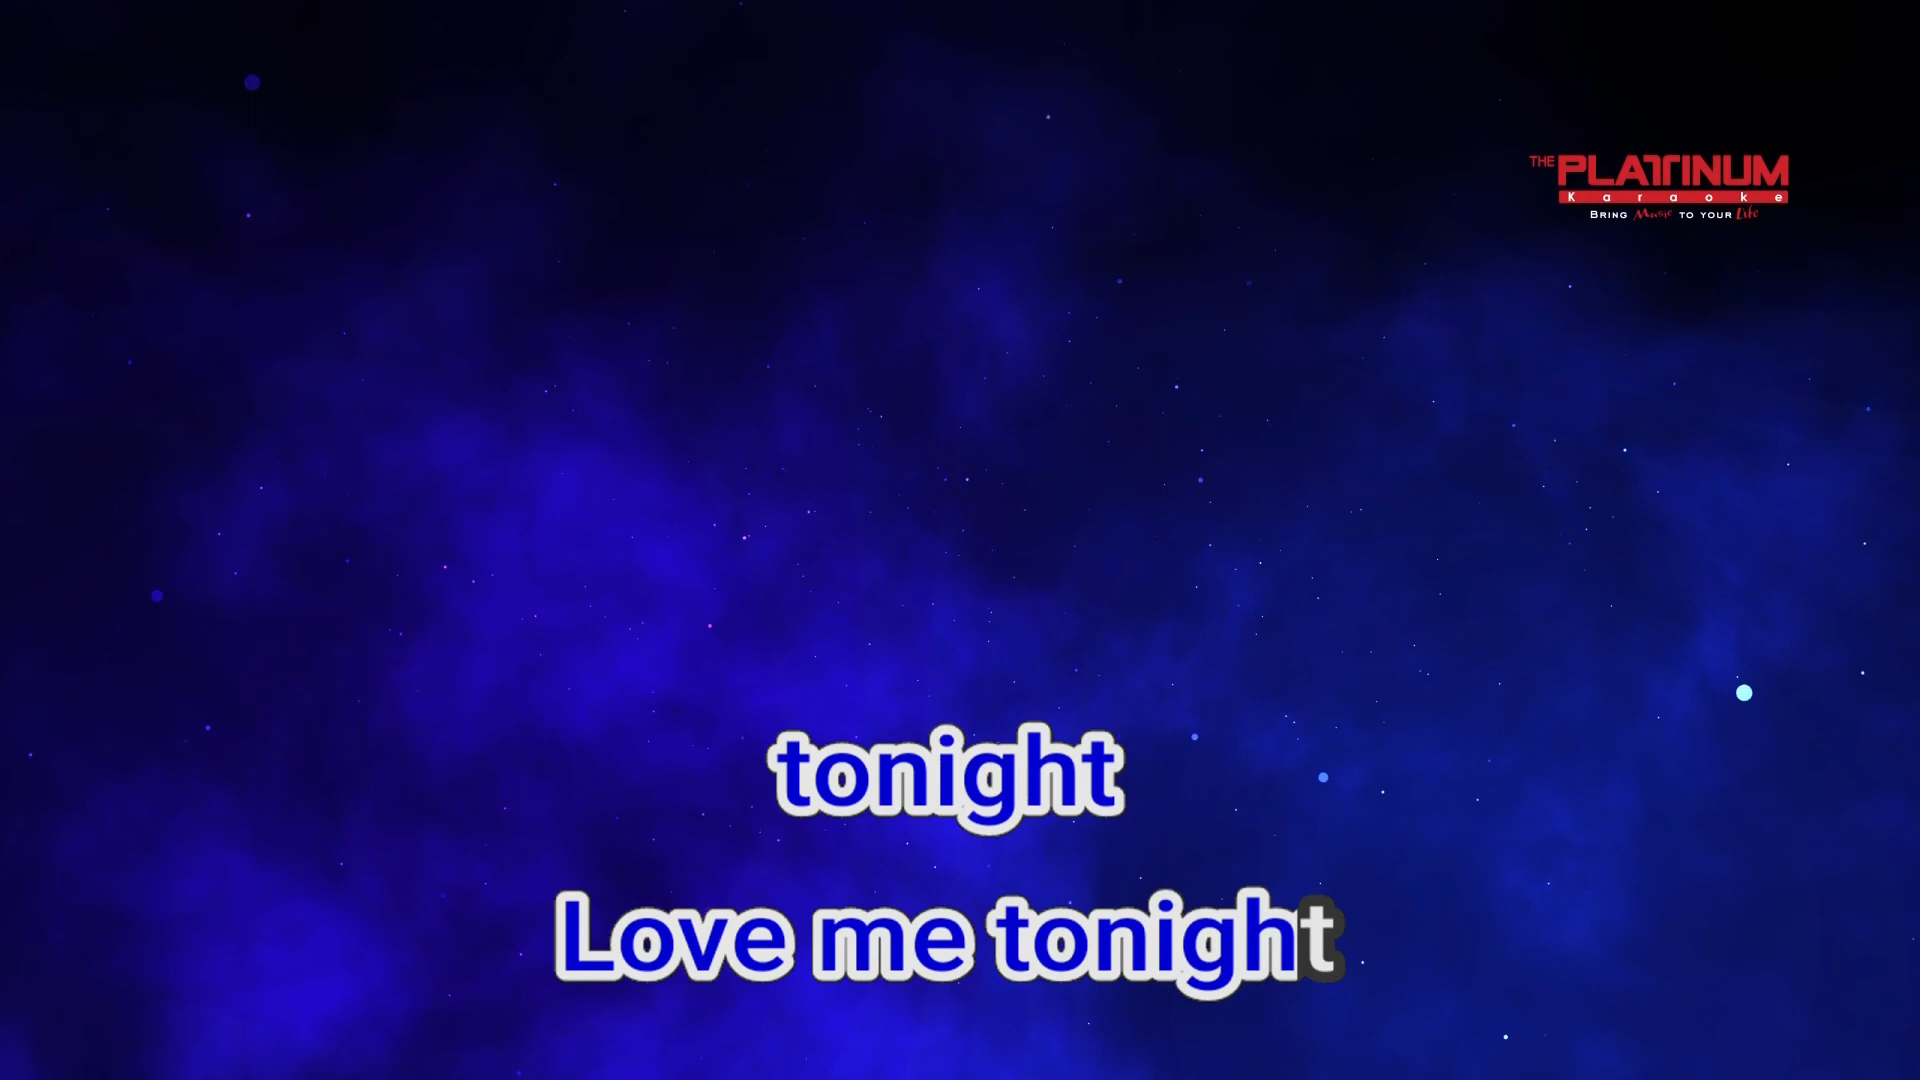 THE PLATINUM
Karaoke
BRING Music TO YOUR Life
tonight
Love me tonight